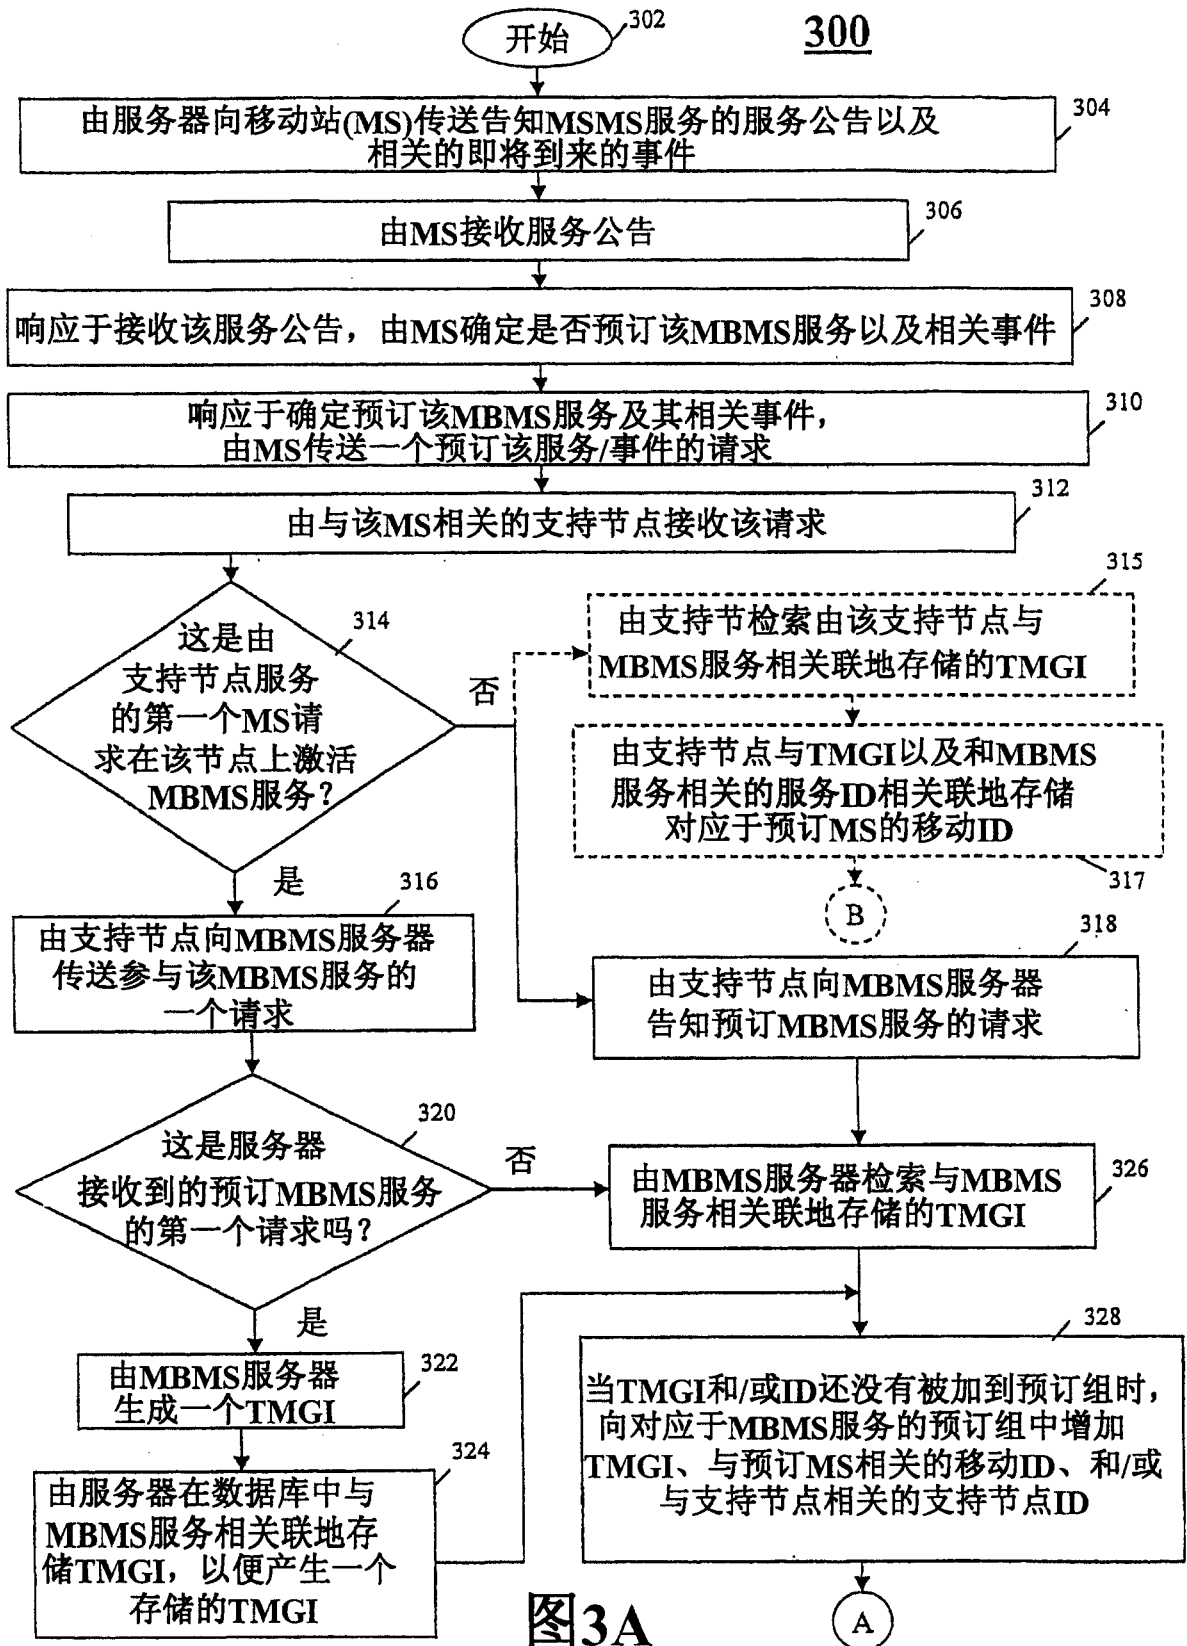 开始
302
300
由服务器向移动站(MS)传送告知MSMS服务的服务公告以及
相关的即将到来的事件
304
由MS接收服务公告
306
响应于接收该服务公告，由MS确定是否预订该MBMS服务以及相关事件
308
响应于确定预订该MBMS服务及其相关事件，
由MS传送一个预订该服务/事件的请求
310
由与该MS相关的支持节点接收该请求
312
这是由
支持节点服务
的第一个MS请
求在该节点上激活
MBMS服务？
314
否
是
由支持节检索由该支持节点与
MBMS服务相关联地存储的TMGI
315
由支持节点与TMGI以及和MBMS
服务相关的服务ID相关联地存储
对应于预订MS的移动ID
317
B
由支持节点向MBMS服务器
传送参与该MBMS服务的
一个请求
316
由支持节点向MBMS服务器
告知预订MBMS服务的请求
318
这是服务器
接收到的预订MBMS服务
的第一个请求吗？
320
否
是
由MBMS服务器检索与MBMS
服务相关联地存储的TMGI
326
由MBMS服务器
生成一个TMGI
322
由服务器在数据库中与
MBMS服务相关联地存
储TMGI，以便产生一个
存储的TMGI
324
当TMGI和/或ID还没有被加到预订组时，
向对应于MBMS服务的预订组中增加
TMGI、与预订MS相关的移动ID、和/或
与支持节点相关的支持节点ID
328
A
图3A